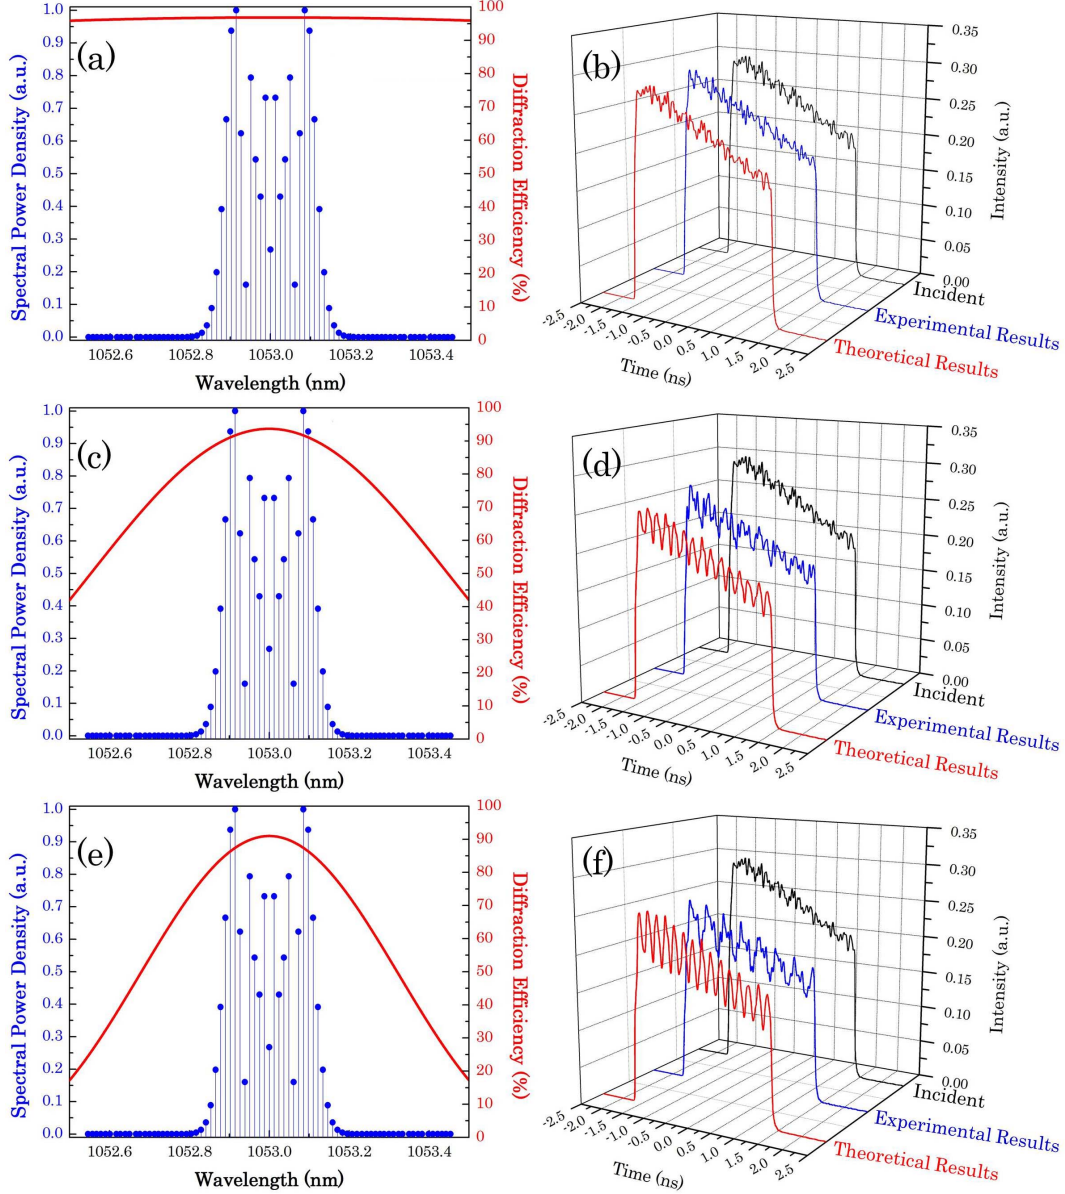 (a)
Spectral Power Density (a.u.)
1.0
0.9
0.8
0.7
0.6
0.5
0.4
0.3
0.2
0.1
0.0
1052.6 1052.8 1053.0 1053.2 1053.4
Wavelength (nm)
100
90
80
70
60
50
40
30
20
10
0
Diffraction Efficiency (%)
(b)
0.35
0.30
0.25
0.20
0.15
0.10
0.05
0.00
Intensity (a.u.)
Incident
Experimental Results
Theoretical Results
-2.5 -2.0 -1.5 -1.0 -0.5 0.0 0.5 1.0 1.5 2.0 2.5
Time (ns)
(c)
Spectral Power Density (a.u.)
1.0
0.9
0.8
0.7
0.6
0.5
0.4
0.3
0.2
0.1
0.0
1052.6 1052.8 1053.0 1053.2 1053.4
Wavelength (nm)
100
90
80
70
60
50
40
30
20
10
0
Diffraction Efficiency (%)
(d)
0.35
0.30
0.25
0.20
0.15
0.10
0.05
0.00
Intensity (a.u.)
Incident
Experimental Results
Theoretical Results
-2.5 -2.0 -1.5 -1.0 -0.5 0.0 0.5 1.0 1.5 2.0 2.5
Time (ns)
(e)
Spectral Power Density (a.u.)
1.0
0.9
0.8
0.7
0.6
0.5
0.4
0.3
0.2
0.1
0.0
1052.6 1052.8 1053.0 1053.2 1053.4
Wavelength (nm)
100
90
80
70
60
50
40
30
20
10
0
Diffraction Efficiency (%)
(f)
0.35
0.30
0.25
0.20
0.15
0.10
0.05
0.00
Intensity (a.u.)
Incident
Experimental Results
Theoretical Results
-2.5 -2.0 -1.5 -1.0 -0.5 0.0 0.5 1.0 1.5 2.0 2.5
Time (ns)